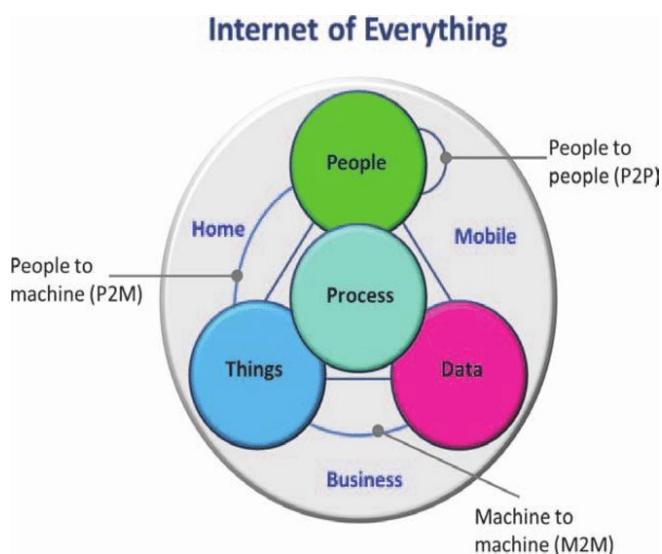 Internet of Everything
People
People to
people (P2P)
Home
Mobile
People to
machine (P2M)
Process
Things
Data
Business
Machine to
machine (M2M)